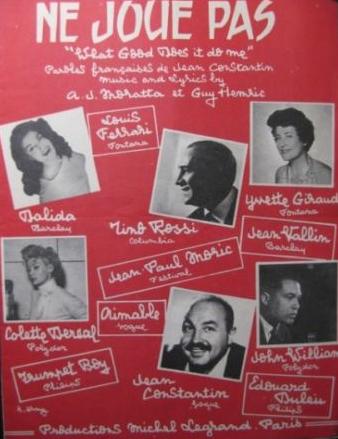 NE JOUE PAS
"What Good Does it do me"
Paroles françaises de Jean Constantin
Music and Lyrics by
A. J. Moratta et Guy Henric
Louis
Ferrari
Fontana
Dalida
Barclay
Tino Rossi
Columbia
Yvette Giraud
Fontana
Jean Vallin
Barclay
Jean-Paul Moric
Festival
Colette Dereal
Polydor
Aimable
Vogue
John William
Polydor
Trumpet Boy
Philips
Jean
Constantin
Vogue
Edouard
Duleu
Philips
Productions Michel Legrand. Paris